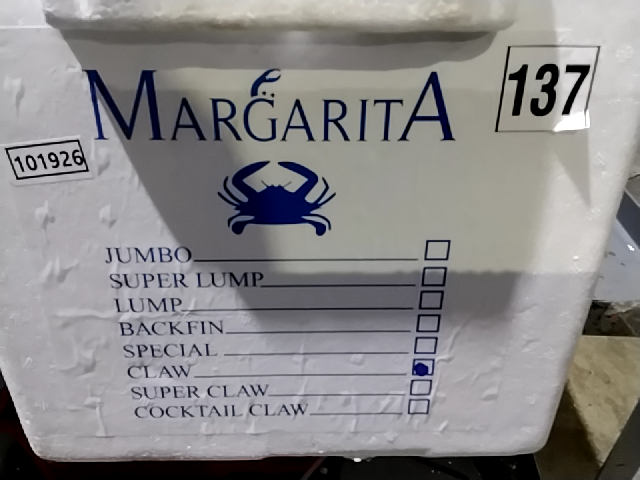 MARGARITA
137
101926
JUMBO
SUPER LUMP
LUMP
BACKFIN
SPECIAL
CLAW
SUPER CLAW
COCKTAIL CLAW